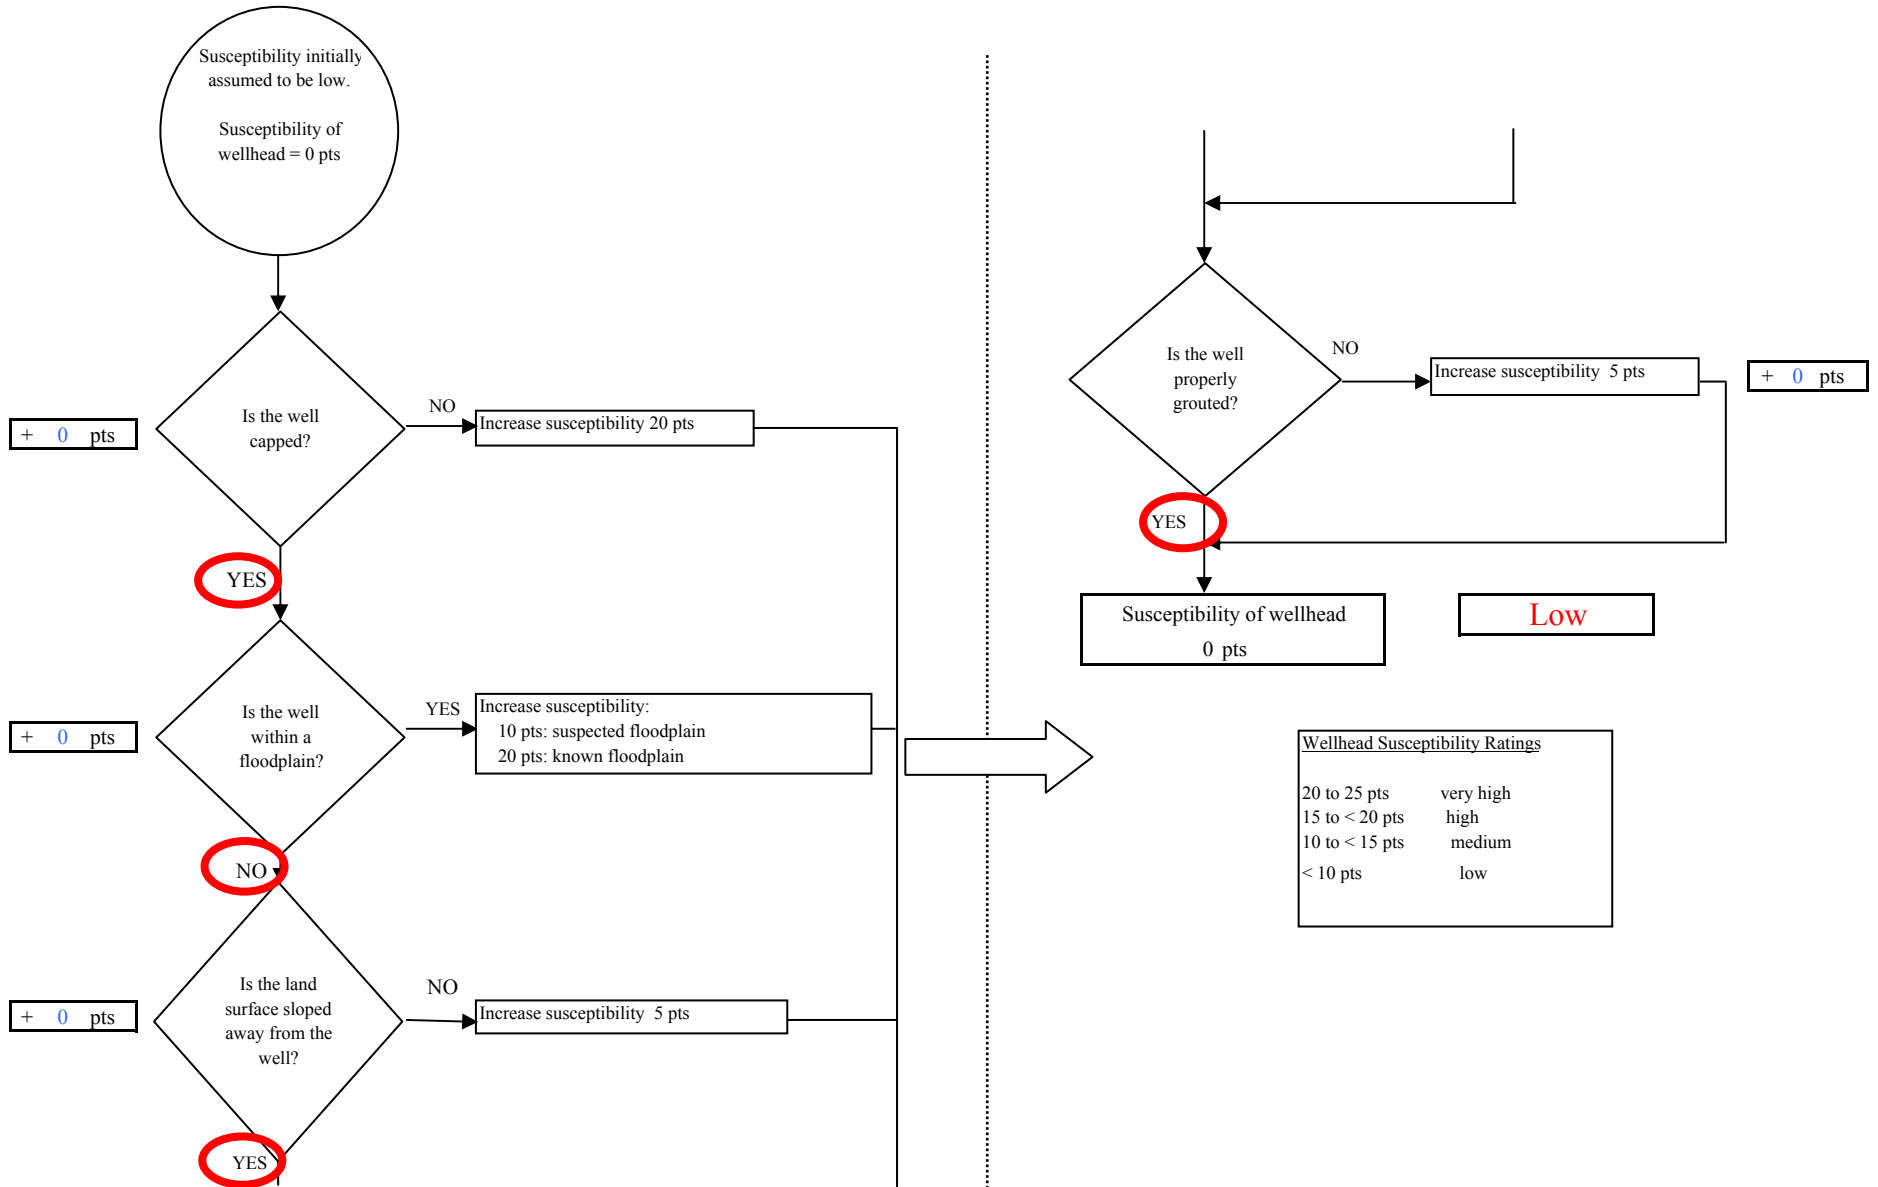 Susceptibility initially
assumed to be low.
Susceptibility of
wellhead = 0 pts
Is the well
capped?
NO
Increase susceptibility 20 pts
+ 0 pts
YES
Is the well
within a
floodplain?
YES
Increase susceptibility:
10 pts: suspected floodplain
20 pts: known floodplain
+ 0 pts
NO
Is the land
surface sloped
away from the
well?
NO
Increase susceptibility 5 pts
+ 0 pts
YES
Is the well
properly
grouted?
NO
Increase susceptibility 5 pts
+ 0 pts
YES
Susceptibility of wellhead
0 pts
Low
Wellhead Susceptibility Ratings
20 to 25 pts very high
15 to < 20 pts high
10 to < 15 pts medium
< 10 pts low